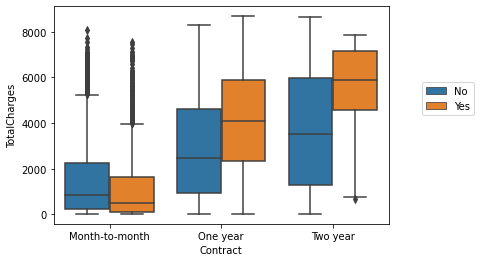 8000
6000
4000
2000
0
TotalCharges
Month-to-month
One year
Two year
Contract
No
Yes